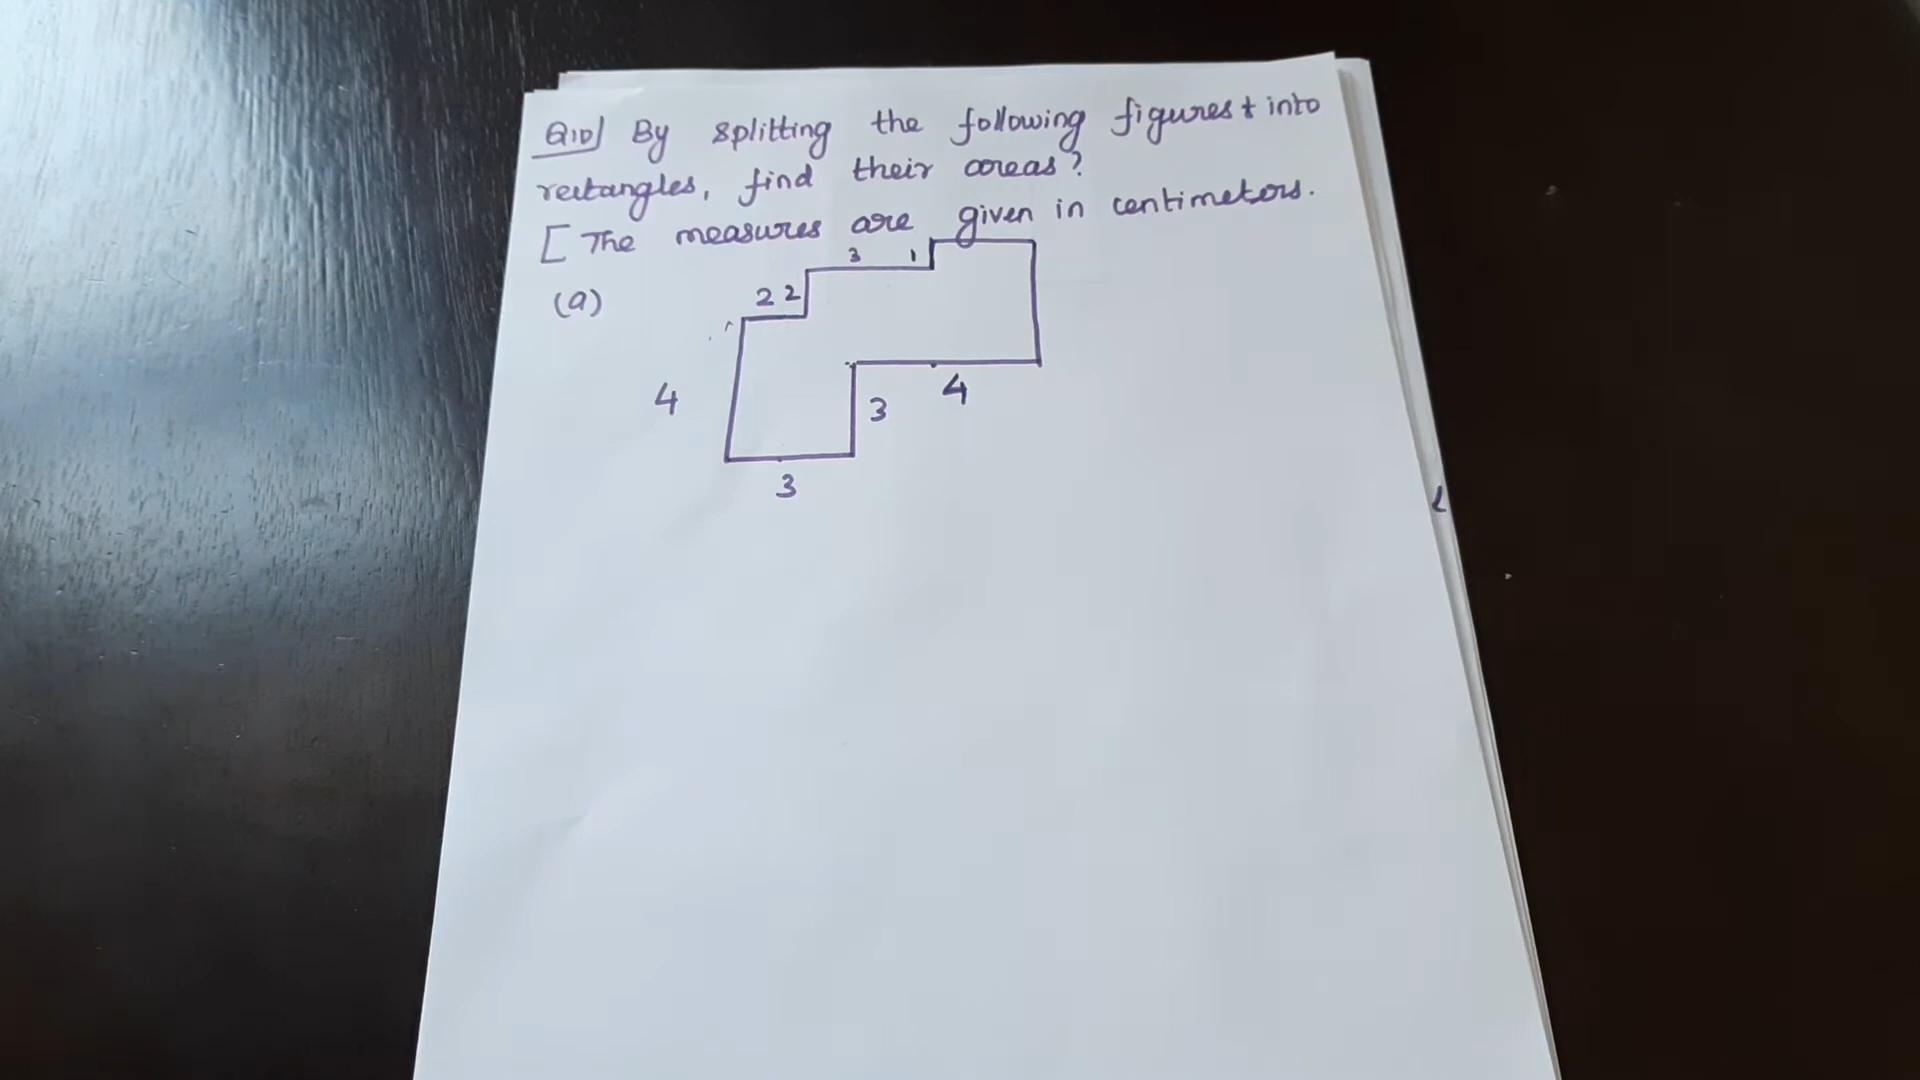 Q10) By splitting the following figures t into
rectangles, find their areas?
[ The measures are given in centimeters.
3 1
(a)
2 2
4
3
4
3